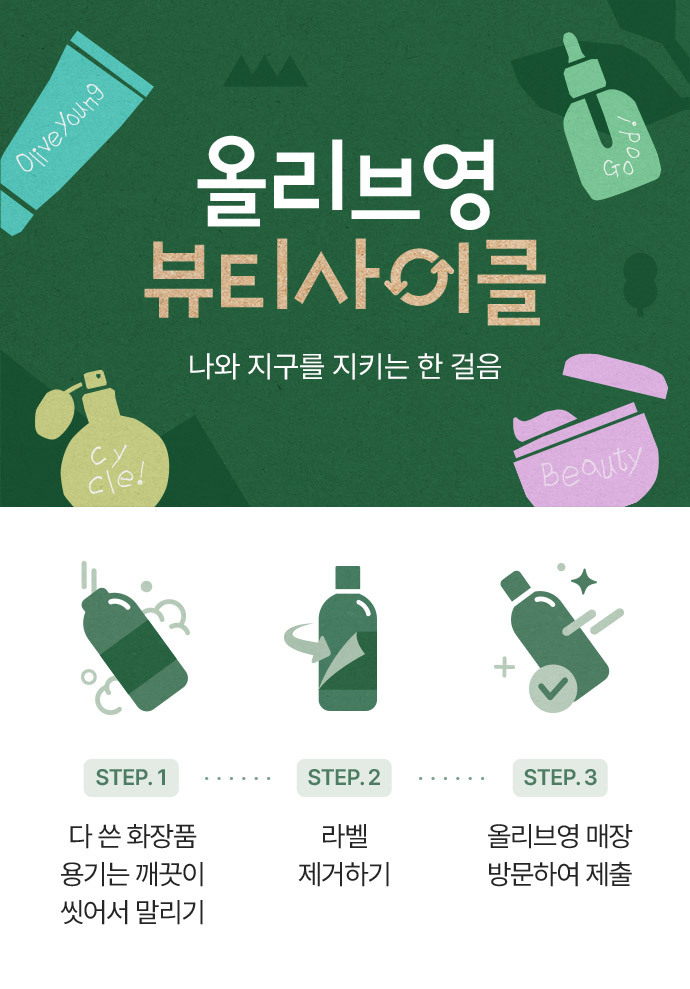 Olive Young
i Pod
Go
올리브영
뷰티사이클
나와 지구를 지키는 한 걸음
cy
cle!
Beauty
STEP. 1
다 쓴 화장품
용기는 깨끗이
씻어서 말리기
STEP. 2
라벨
제거하기
STEP. 3
올리브영 매장
방문하여 제출